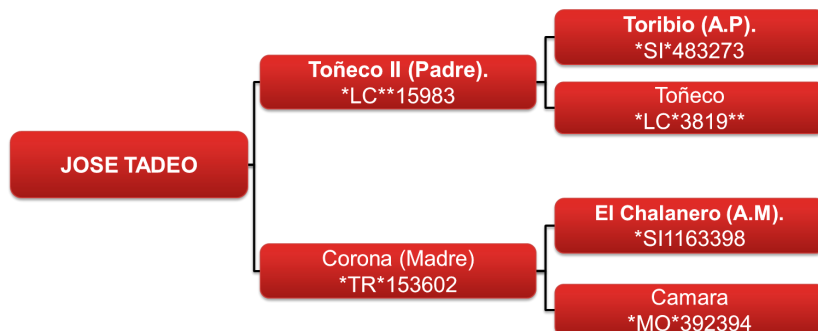 JOSE TADEO
Toñeco II (Padre).
*LC**15983
Corona (Madre)
*TR*153602
Toribio (A.P).
*SI*483273
Toñeco
*LC*3819**
El Chalanero (A.M).
*SI1163398
Camara
*MO*392394